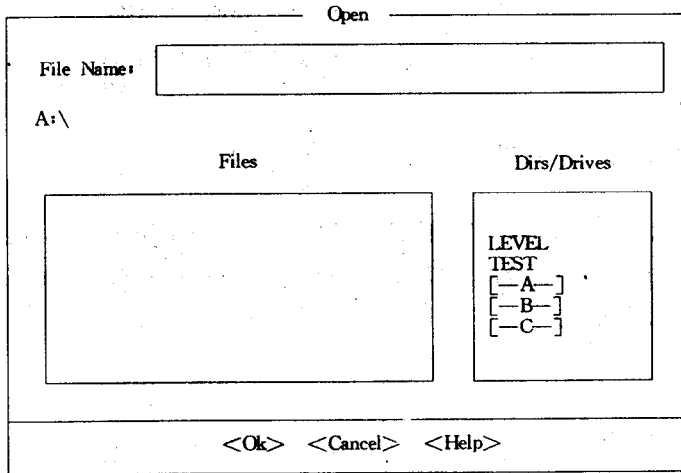 Open
File Name:
A:\
Files Dirs/Drives
LEVEL
TEST
[—A—]
[—B—]
[—C—]
<Ok> <Cancel> <Help>